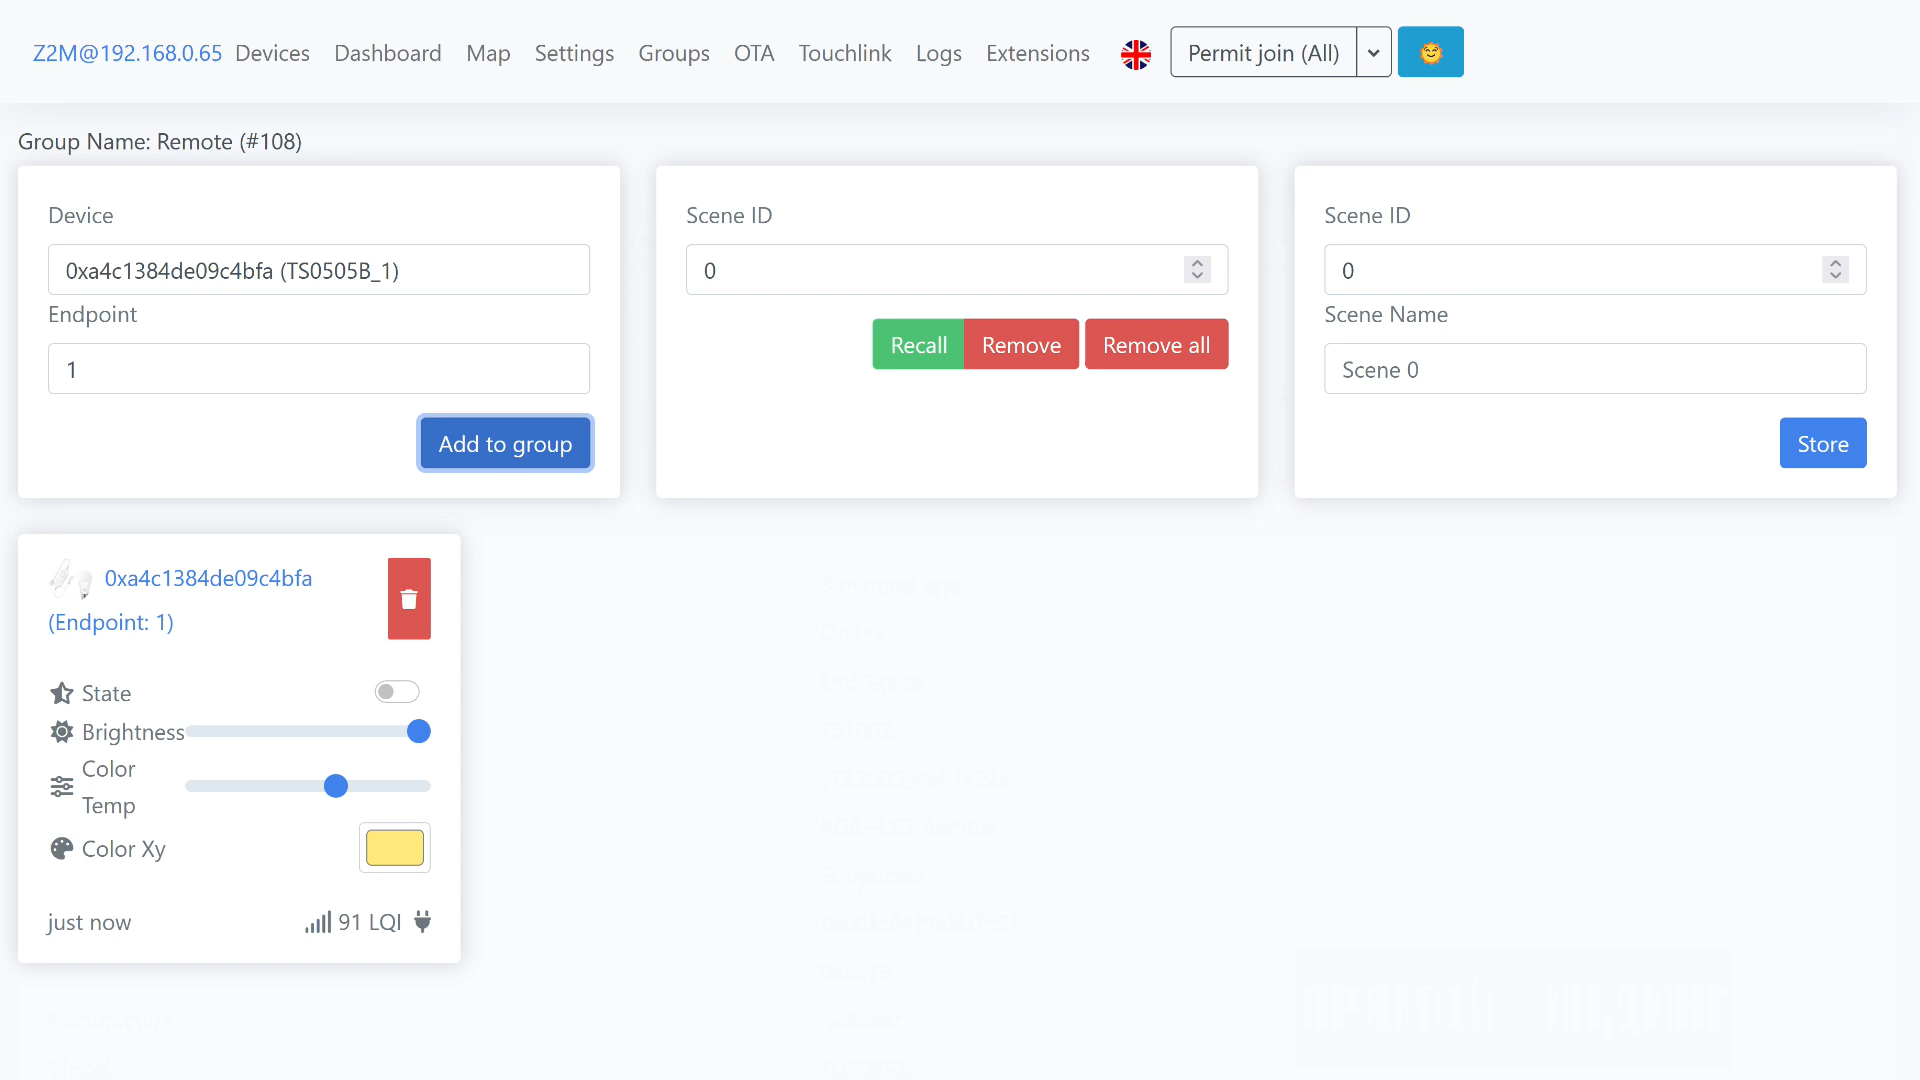 Z2M@192.168.0.65 Devices Dashboard Map Settings Groups OTA Touchlink Logs Extensions Permit join (All)
Group Name: Remote (#108)
Device
0xa4c1384de09c4bfa (TS0505B_1)
Endpoint
1
Add to group
Scene ID
0
Recall Remove Remove all
Scene ID
0
Scene Name
Scene 0
Store
0xa4c1384de09c4bfa
(Endpoint: 1)
State
Brightness
Color
Temp
Color Xy
just now 91 LQI